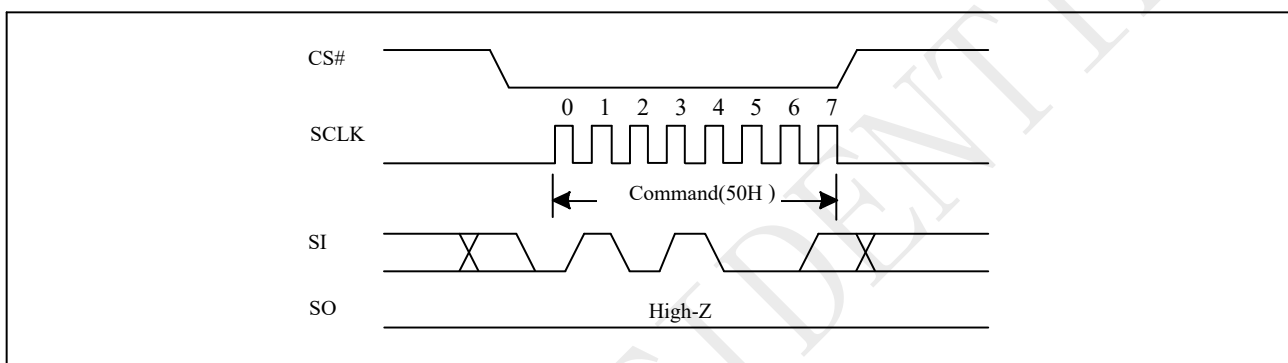 CS#
0 1 2 3 4 5 6 7
SCLK
Command(50H )
SI
SO
High-Z